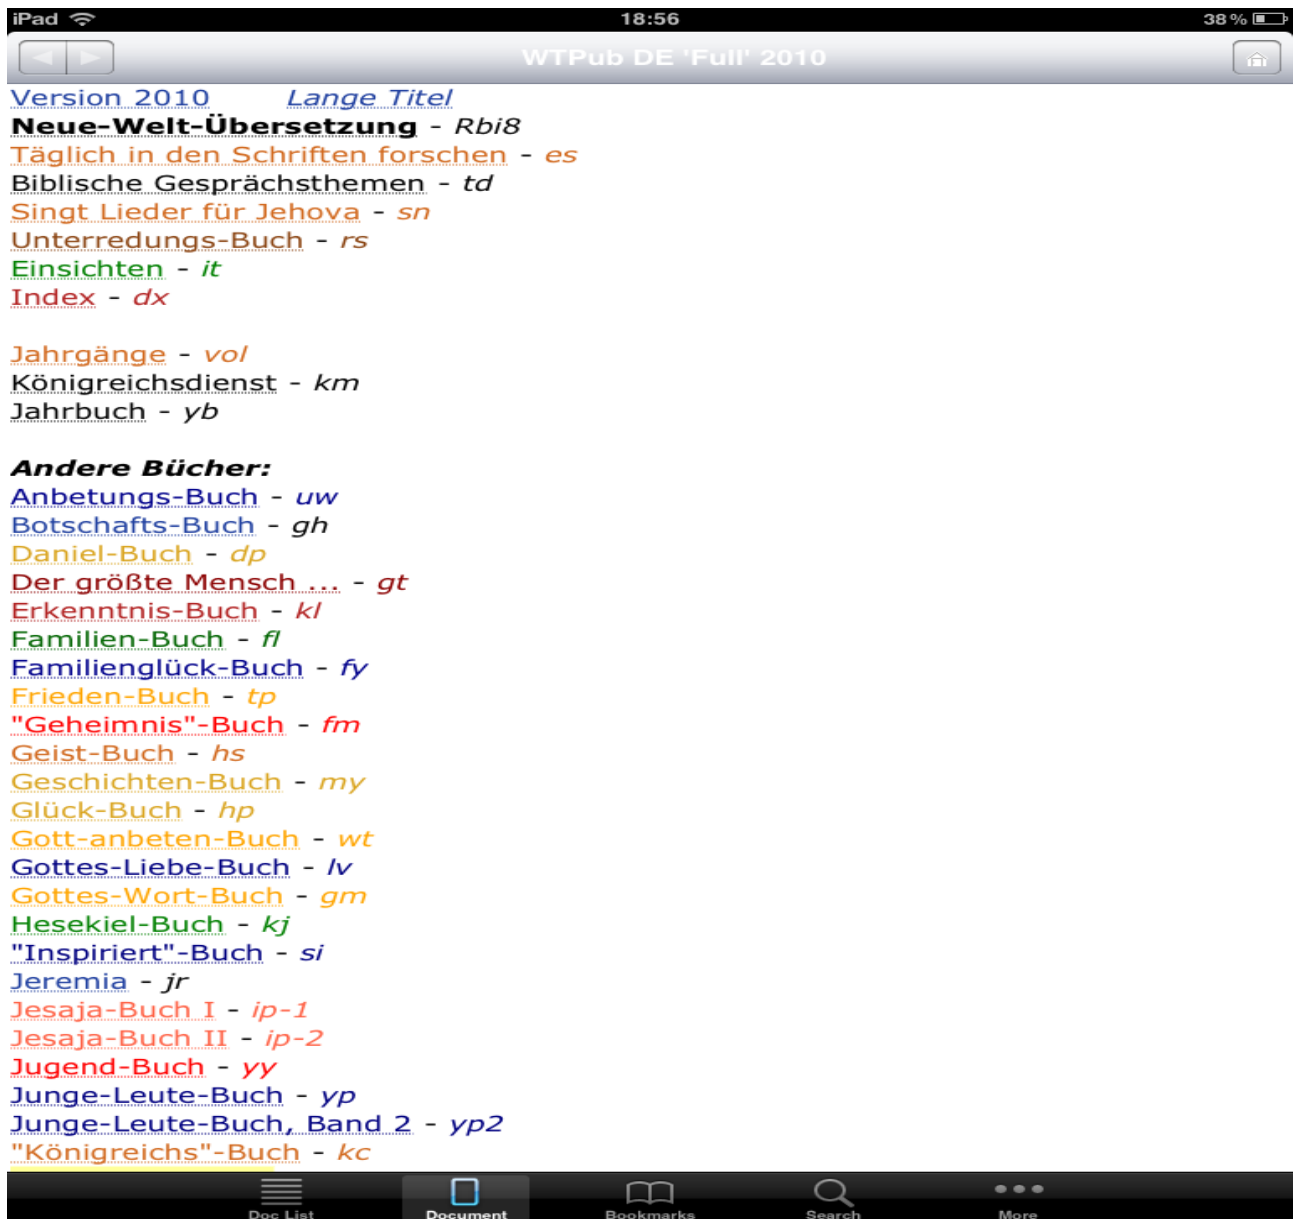 iPad 18:56 38%
WTPub DE 'Full' 2010
Version 2010 Lange Titel
Neue-Welt-Übersetzung - Rbi8
Täglich in den Schriften forschen - es
Biblische Gesprächsthemen - td
Singt Lieder für Jehova - sn
Unterredungs-Buch - rs
Einsichten - it
Index - dx
Jahrgänge - vol
Königreichsdienst - km
Jahrbuch - yb
Andere Bücher:
Anbetungs-Buch - uw
Botschafts-Buch - gh
Daniel-Buch - dp
Der größte Mensch ... - gt
Erkenntnis-Buch - kl
Familien-Buch - fl
Familienglück-Buch - fy
Frieden-Buch - tp
"Geheimnis"-Buch - fm
Geist-Buch - hs
Geschichten-Buch - my
Glück-Buch - hp
Gott-anbeten-Buch - wt
Gottes-Liebe-Buch - lv
Gottes-Wort-Buch - gm
Hesekiel-Buch - kj
"Inspiriert"-Buch - si
Jeremia - jr
Jesaja-Buch I - ip-1
Jesaja-Buch II - ip-2
Jugend-Buch - yy
Junge-Leute-Buch - yp
Junge-Leute-Buch, Band 2 - yp2
"Königreichs"-Buch - kc
Doc List Document Bookmarks Search More